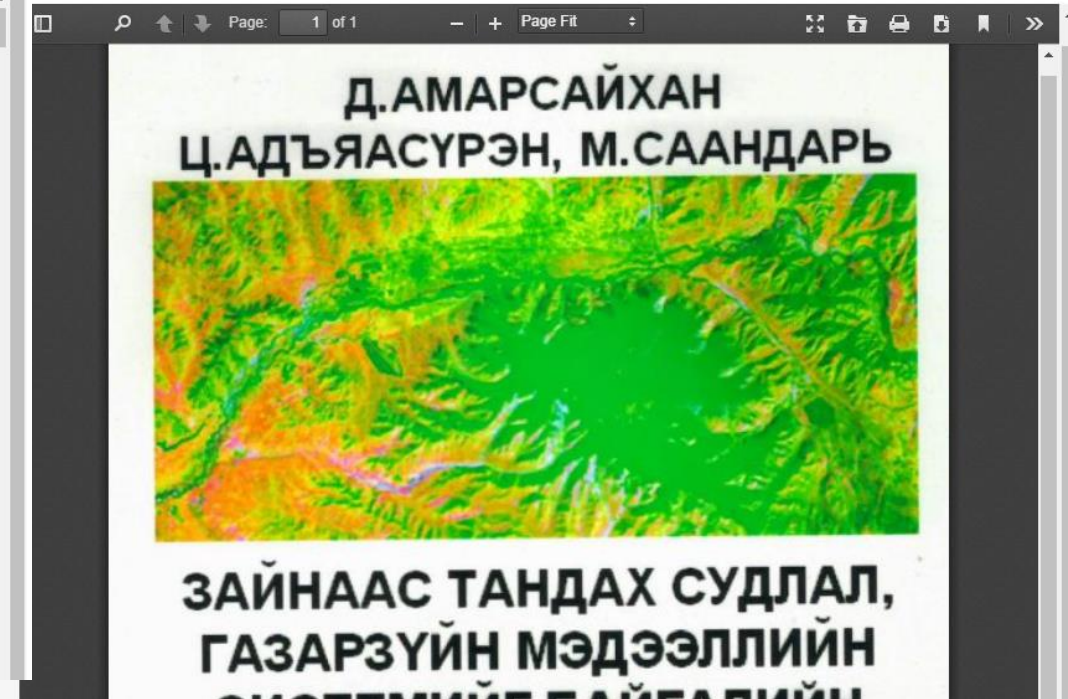 Page: 1 of 1 Page Fit
Д.АМАРСАЙХАН
Ц.АДЪЯАСҮРЭН, М.СААНДАРЬ
ЗАЙНААС ТАНДАХ СУДЛАЛ,
ГАЗАРЗҮЙН МЭДЭЭЛЛИЙН